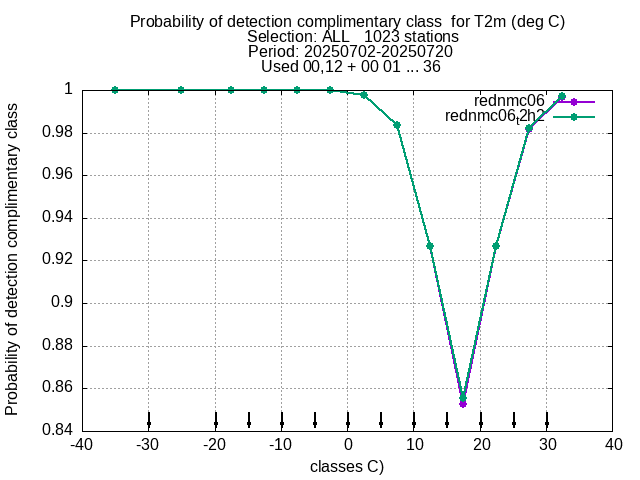 Probability of detection complimentary class for T2m (deg C)
Selection: ALL 1023 stations
Period: 20250702-20250720
Used 00,12 + 00 01 ... 36
rednmc06
rednmc06t2h2
Probability of detection complimentary class
1
0.98
0.96
0.94
0.92
0.9
0.88
0.86
0.84
-40 -30 -20 -10 0 10 20 30 40
classes C)